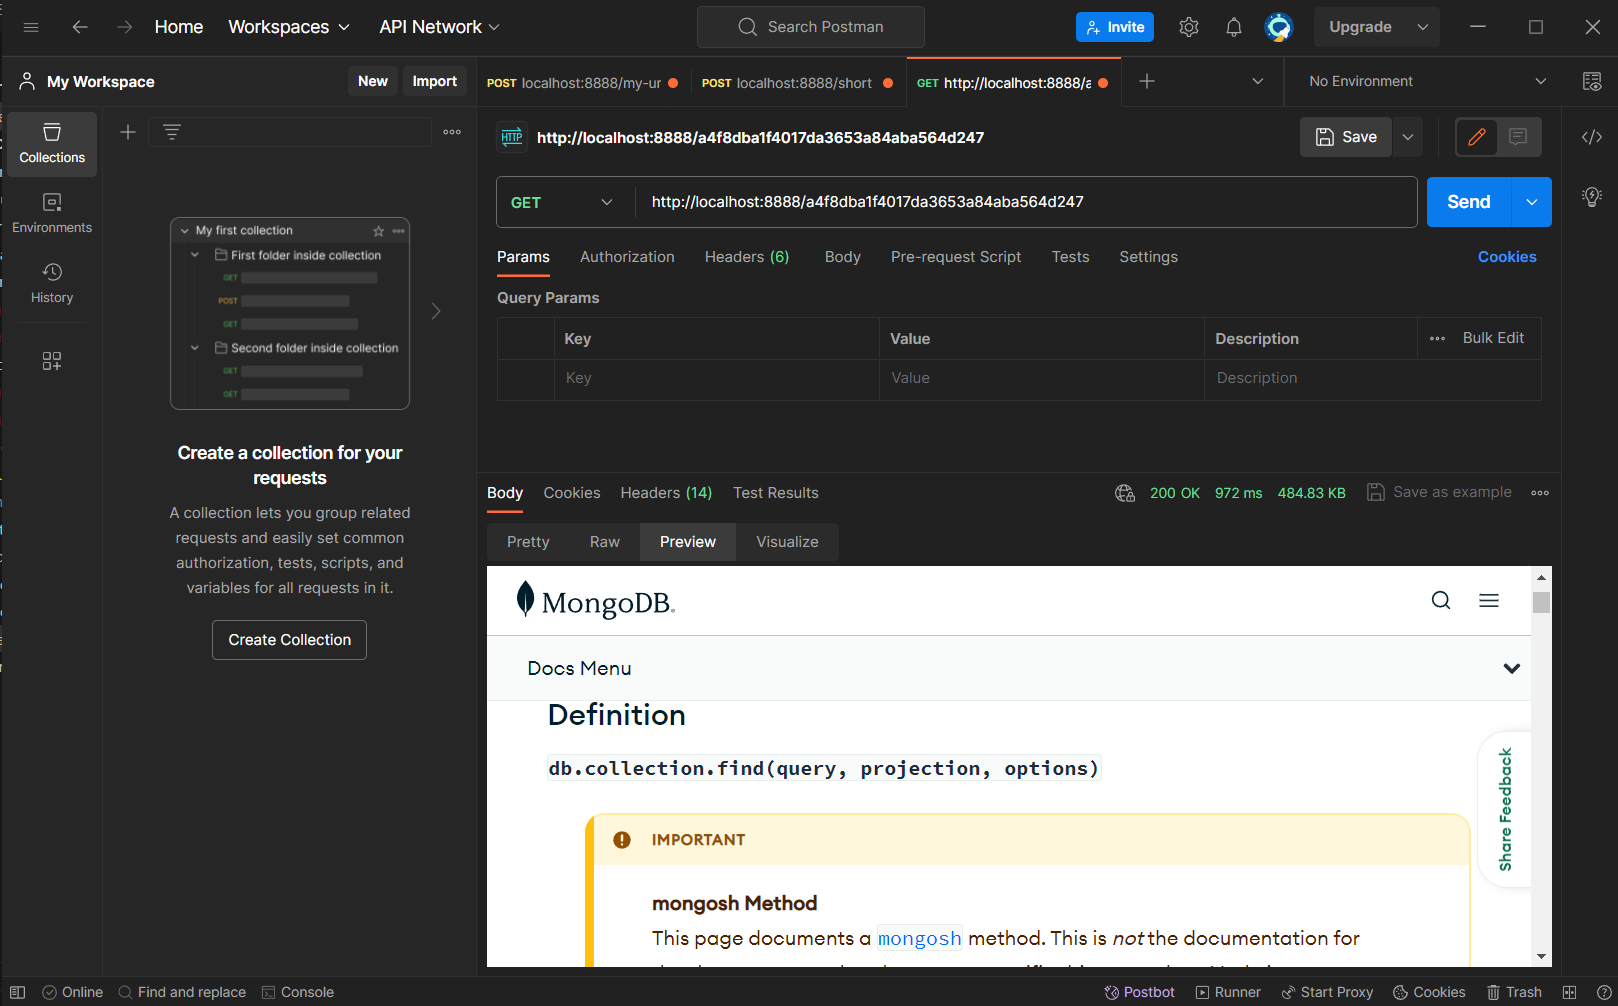 Home Workspaces API Network Search Postman Invite Upgrade
My Workspace New Import POST localhost:8888/my-ur POST localhost:8888/short GET http://localhost:8888/a No Environment
Collections
Environments
History
My first collection
First folder inside collection
GET
POST
GET
Second folder inside collection
GET
GET
Create a collection for your
requests
A collection lets you group related
requests and easily set common
authorization, tests, scripts, and
variables for all requests in it.
Create Collection
HTTP http://localhost:8888/a4f8dba1f4017da3653a84aba564d247 Save
GET http://localhost:8888/a4f8dba1f4017da3653a84aba564d247 Send
Params Authorization Headers (6) Body Pre-request Script Tests Settings Cookies
Query Params
Key Value Description Bulk Edit
Key Value Description
Body Cookies Headers (14) Test Results 200 OK 972 ms 484.83 KB Save as example
Pretty Raw Preview Visualize
MongoDB®
Docs Menu
Definition
db.collection.find(query, projection, options)
IMPORTANT
mongosh Method
This page documents a mongosh method. This is not the documentation for
Share Feedback
Online Find and replace Console Postbot Runner Start Proxy Cookies Trash